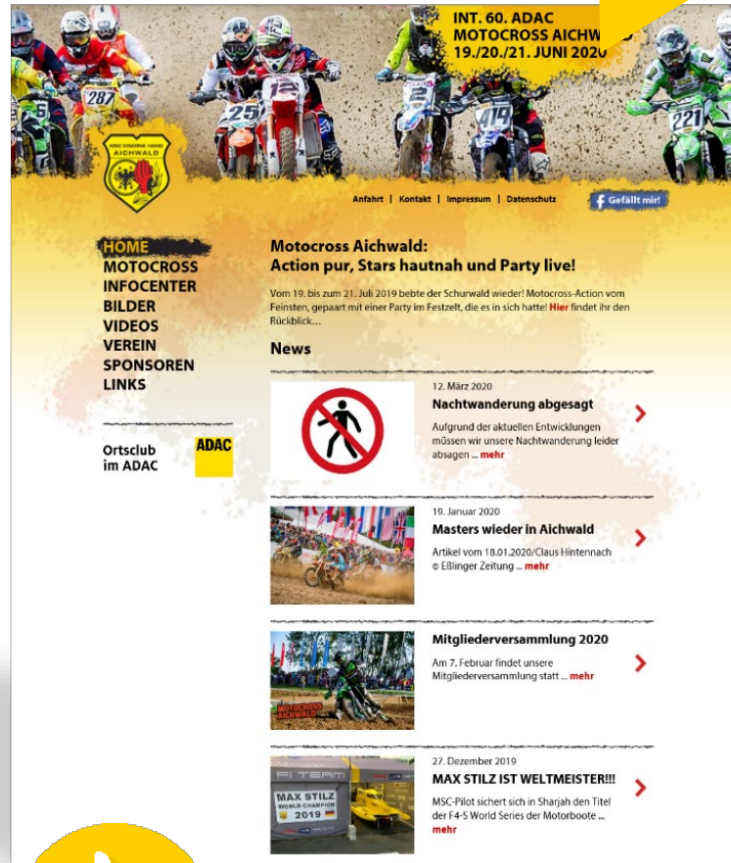 INT. 60. ADAC
MOTOCROSS AICHWALD
19./20./21. JUNI 2020
287
25
12
2
419
221
MSC EISERNE HAND
AICHWALD
Anfahrt | Kontakt | Impressum | Datenschutz
Gefällt mir!
HOME
MOTOCROSS
INFOCENTER
BILDER
VIDEOS
VEREIN
SPONSOREN
LINKS
Ortsclub
im ADAC
ADAC
Motocross Aichwald:
Action pur, Stars hautnah und Party live!
Vom 19. bis zum 21. Juli 2019 bebte der Schurwald wieder! Motocross-Action vom
Feinsten, gepaart mit einer Party im Festzelt, die es in sich hatte! Hier findet ihr den
Rückblick…
News
12. März 2020
Nachtwanderung abgesagt
Aufgrund der aktuellen Entwicklungen
müssen wir unsere Nachtwanderung leider
absagen ... mehr
19. Januar 2020
Masters wieder in Aichwald
Artikel vom 18.01.2020/Claus Hintennach
© Eßlinger Zeitung ... mehr
MOTOCROSS
AICHWALD
Mitgliederversammlung 2020
Am 7. Februar findet unsere
Mitgliederversammlung statt ... mehr
F1 TEAM
MAX STILZ
WORLD CHAMPION
2019
27. Dezember 2019
MAX STILZ IST WELTMEISTER!!!
MSC-Pilot sichert sich in Sharjah den Titel
der F4-S World Series der Motorboote ...
mehr